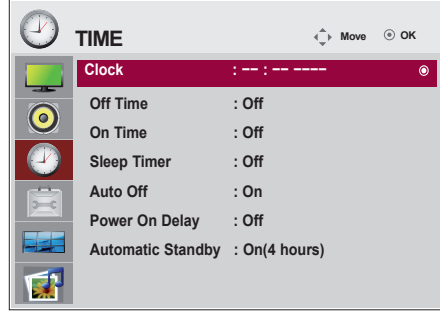 TIME Move OK
Clock : -- : -- ----
Off Time : Off
On Time : Off
Sleep Timer : Off
Auto Off : On
Power On Delay : Off
Automatic Standby : On(4 hours)